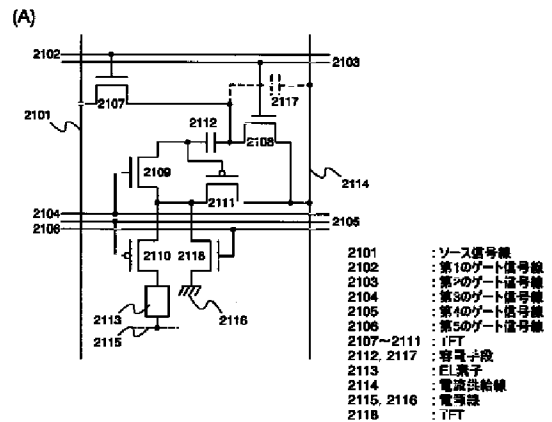 (A)
2102
2103
2107
2117
2101
2112
2108
2109
2111
2114
2104
2105
2106
2110
2118
2113
2116
2115
2101 :ソース信号線
2102 :第1のゲート信号線
2103 :第2のゲート信号線
2104 :第3のゲート信号線
2105 :第4のゲート信号線
2106 :第5のゲート信号線
2107～2111 :TFT
2112, 2117 :容量手段
2113 :EL素子
2114 :電流供給線
2115, 2116 :電源線
2118 :TFT